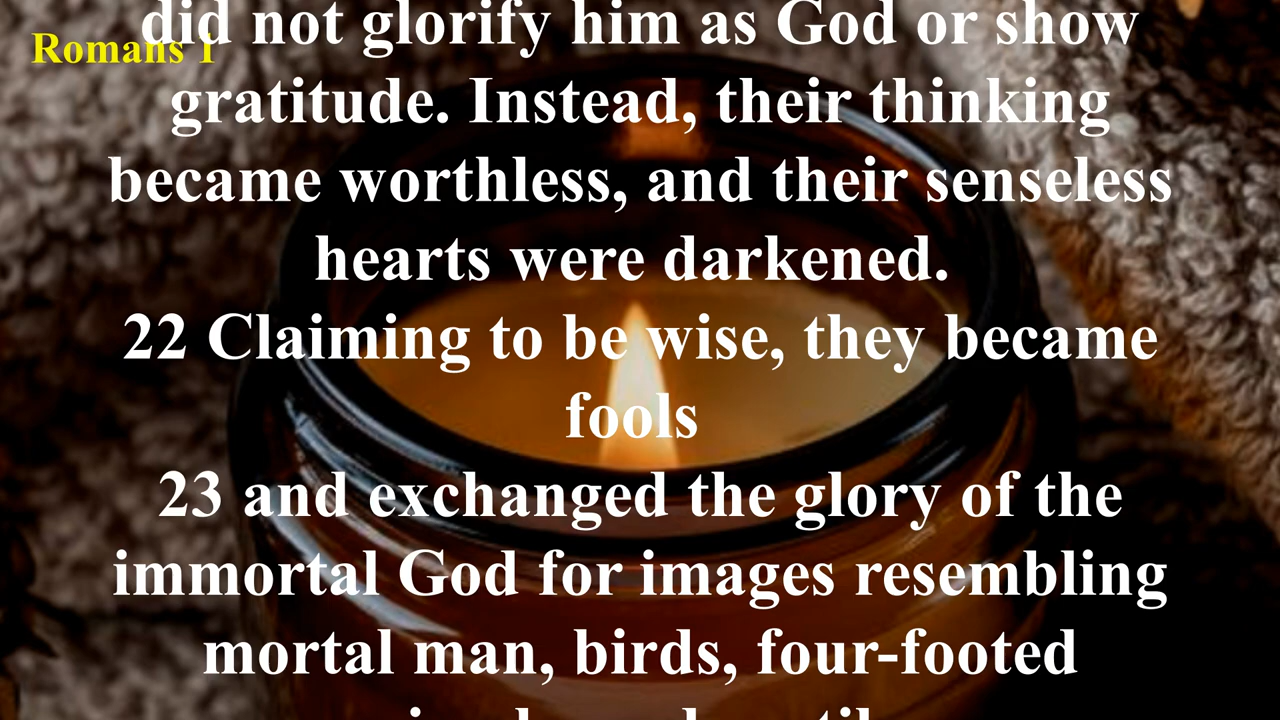 Romans 1
did not glorify him as God or show
gratitude. Instead, their thinking
became worthless, and their senseless
hearts were darkened.
22 Claiming to be wise, they became
fools
23 and exchanged the glory of the
immortal God for images resembling
mortal man, birds, four-footed